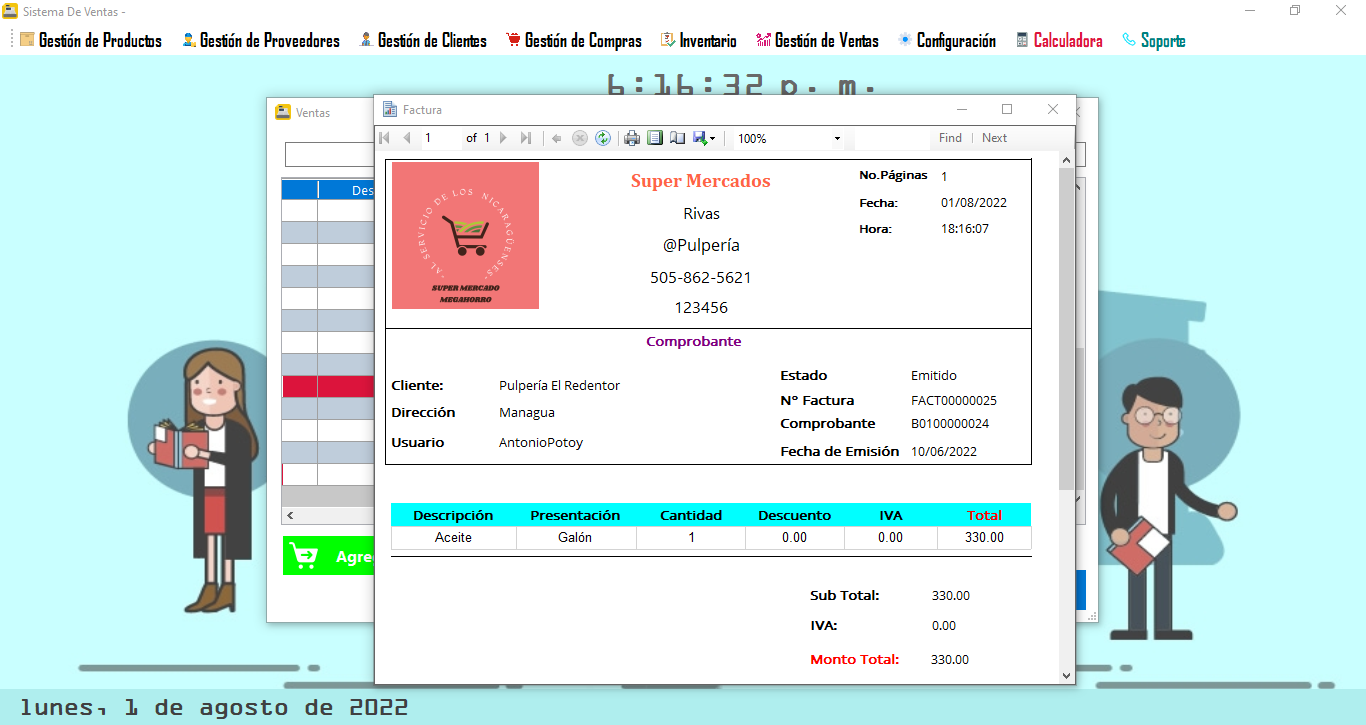 Sistema De Ventas -
Gestión de Productos Gestión de Proveedores Gestión de Clientes Gestión de Compras Inventario Gestión de Ventas Configuración Calculadora Soporte
6:16:32 p. m.
Ventas
Des
Agre
Factura
1 of 1 100% Find Next
AL SERVICIO DE LOS NICARAGÜENSES
SUPER MERCADO
MEGAHORRO
Super Mercados
Rivas
@Pulpería
505-862-5621
123456
No.Páginas 1
Fecha: 01/08/2022
Hora: 18:16:07
Comprobante
Cliente: Pulpería El Redentor
Dirección Managua
Usuario AntonioPotoy
Estado Emitido
N° Factura FACT00000025
Comprobante B0100000024
Fecha de Emisión 10/06/2022
Descripción Presentación Cantidad Descuento IVA Total
Aceite Galón 1 0.00 0.00 330.00
Sub Total: 330.00
IVA: 0.00
Monto Total: 330.00
lunes, 1 de agosto de 2022